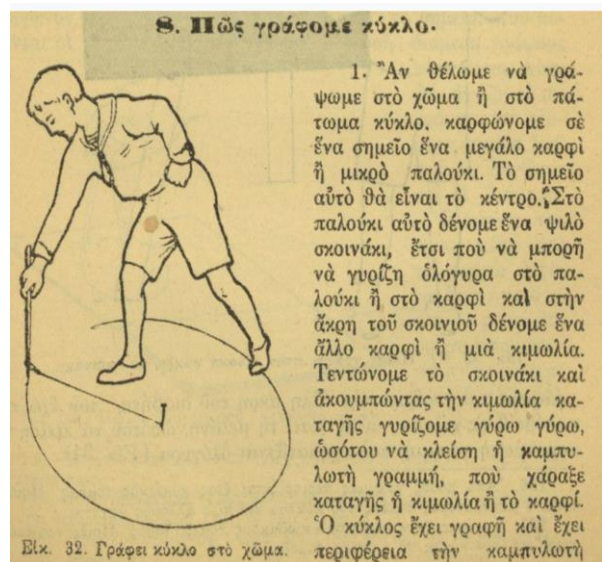 8. Πῶς γράφομε κύκλο.
1. Ἂν θέλωμε νὰ γρά-
ψωμε στὸ χῶμα ἢ στὸ πά-
τωμα κύκλο. καρφώνομε σὲ
ἕνα σημεῖο ἕνα μεγάλο καρφὶ
ἢ μικρὸ παλούκι. Τὸ σημεῖο
αὐτὸ θὰ εἶναι τὸ κέντρο. Στὸ
παλούκι αὐτὸ δένομε ἕνα ψιλὸ
σκοινάκι, ἔτσι ποὺ νὰ μπορῆ
νὰ γυρίζη ὁλόγυρα στὸ πα-
λούκι ἢ στὸ καρφὶ καὶ στὴν
ἄκρη τοῦ σκοινιοῦ δένομε ἕνα
ἄλλο καρφὶ ἢ μιὰ κιμωλία.
Τεντώνομε τὸ σκοινάκι καὶ
ἀκουμπώντας τὴν κιμωλία κα-
ταγῆς γυρίζομε γύρω γύρω,
ὡσότου νὰ κλείση ἡ καμπυ-
λωτὴ γραμμή, ποὺ χάραξε
καταγῆς ἡ κιμωλία ἢ τὸ καρφί.
Ὁ κύκλος ἔχει γραφῆ καὶ ἔχει
περιφέρεια τὴν καμπυλωτὴ
Εἰκ. 32. Γράφει κύκλο στὸ χῶμα.